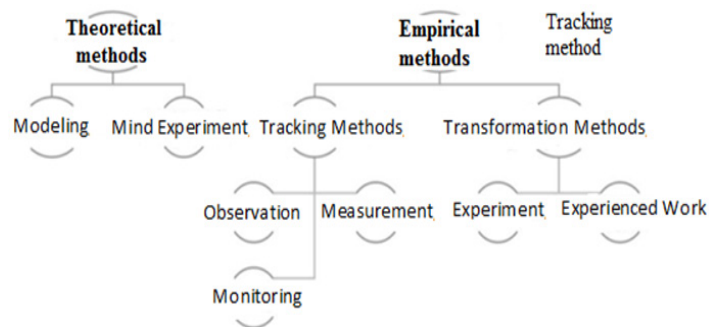 Theoretical
methods
Empirical
methods
Tracking
method
Modeling
Mind Experiment
Tracking Methods
Transformation Methods
Observation
Measurement
Experiment
Experienced Work
Monitoring